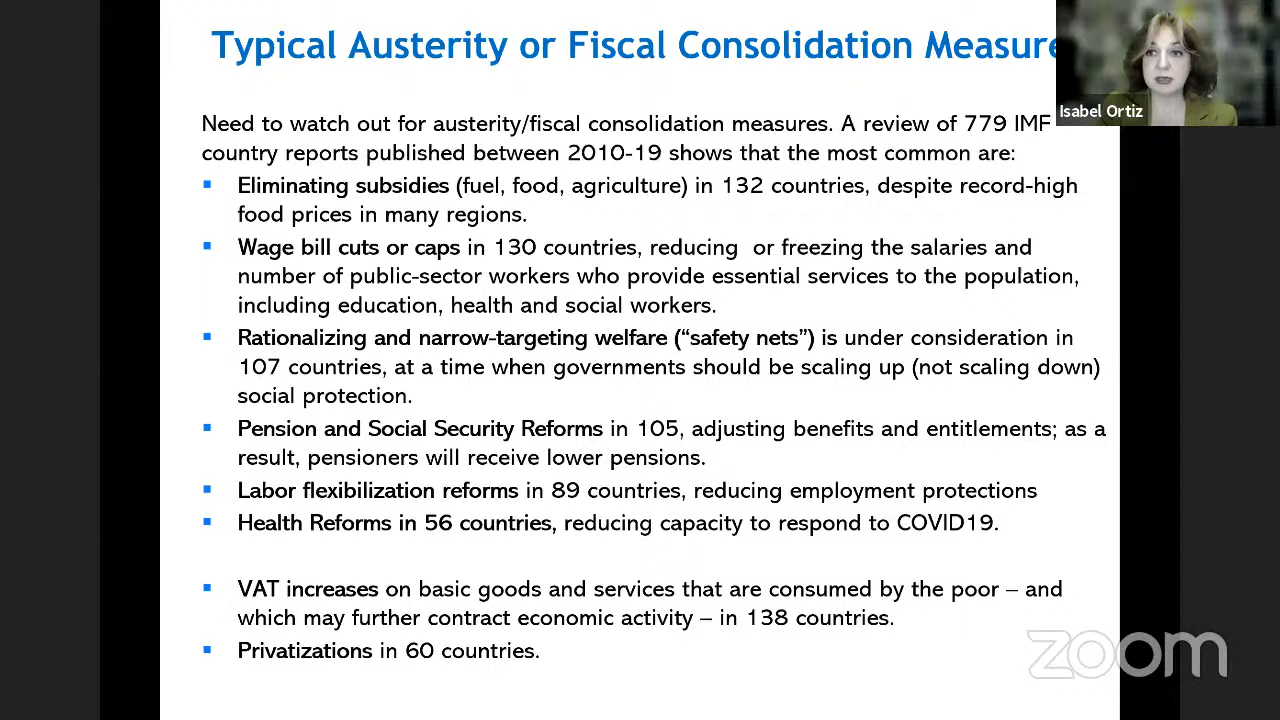 Typical Austerity or Fiscal Consolidation Measure
Isabel Ortiz
Need to watch out for austerity/fiscal consolidation measures. A review of 779 IMF
country reports published between 2010-19 shows that the most common are:
▪ Eliminating subsidies (fuel, food, agriculture) in 132 countries, despite record-high
food prices in many regions.
▪ Wage bill cuts or caps in 130 countries, reducing or freezing the salaries and
number of public-sector workers who provide essential services to the population,
including education, health and social workers.
▪ Rationalizing and narrow-targeting welfare (“safety nets”) is under consideration in
107 countries, at a time when governments should be scaling up (not scaling down)
social protection.
▪ Pension and Social Security Reforms in 105, adjusting benefits and entitlements; as a
result, pensioners will receive lower pensions.
▪ Labor flexibilization reforms in 89 countries, reducing employment protections
▪ Health Reforms in 56 countries, reducing capacity to respond to COVID19.
▪ VAT increases on basic goods and services that are consumed by the poor – and
which may further contract economic activity – in 138 countries.
▪ Privatizations in 60 countries.
zoom